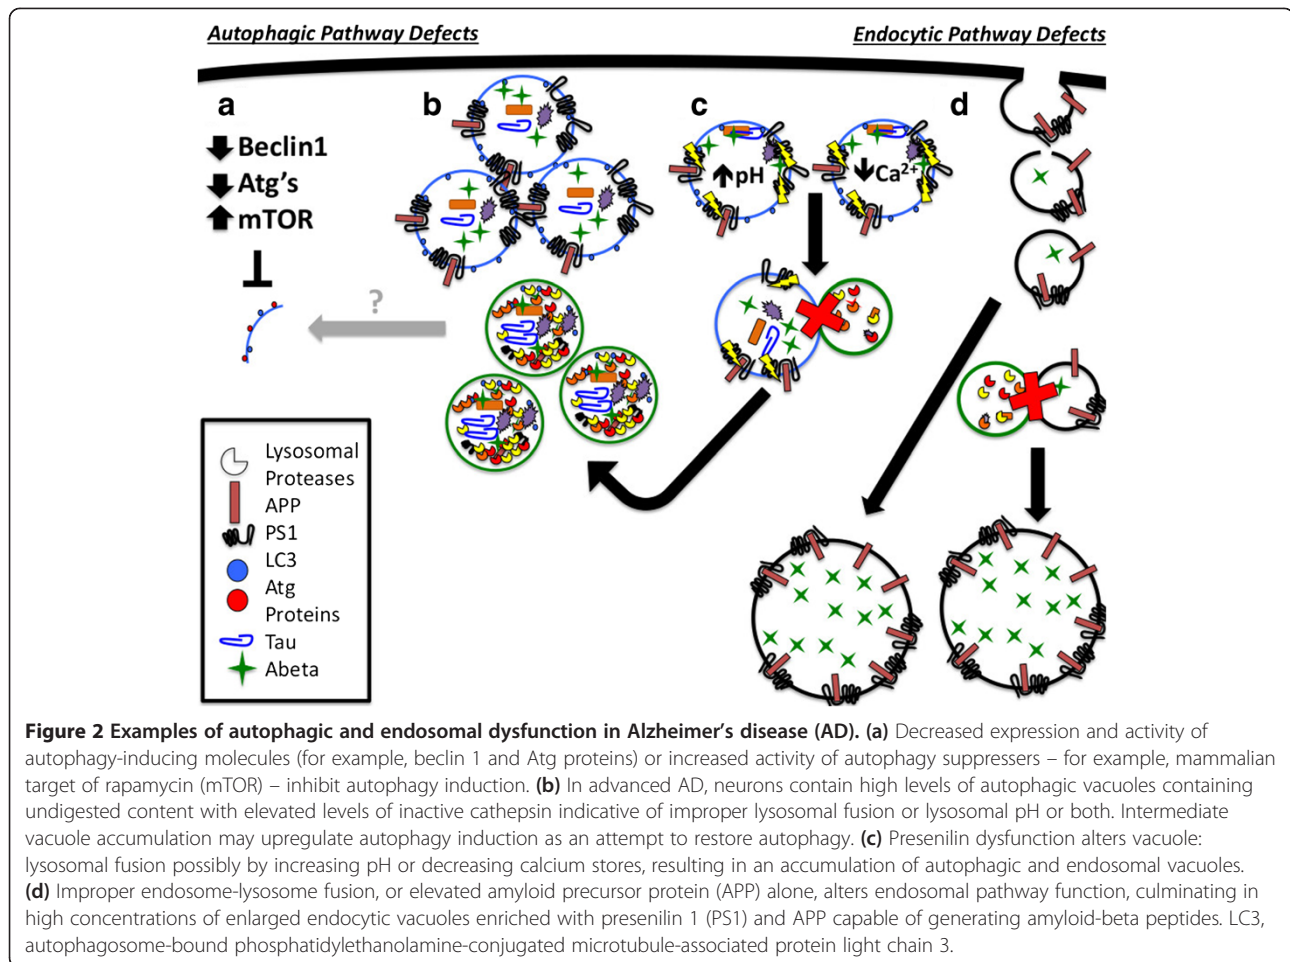 Autophagic Pathway Defects
Endocytic Pathway Defects
a
Beclin1
Atg's
mTOR
b
c
pH
Ca2+
d
?
Lysosomal
Proteases
APP
PS1
LC3
Atg
Proteins
Tau
Abeta
Figure 2 Examples of autophagic and endosomal dysfunction in Alzheimer's disease (AD). (a) Decreased expression and activity of
autophagy-inducing molecules (for example, beclin 1 and Atg proteins) or increased activity of autophagy suppressers – for example, mammalian
target of rapamycin (mTOR) – inhibit autophagy induction. (b) In advanced AD, neurons contain high levels of autophagic vacuoles containing
undigested content with elevated levels of inactive cathepsin indicative of improper lysosomal fusion or lysosomal pH or both. Intermediate
vacuole accumulation may upregulate autophagy induction as an attempt to restore autophagy. (c) Presenilin dysfunction alters vacuole:
lysosomal fusion possibly by increasing pH or decreasing calcium stores, resulting in an accumulation of autophagic and endosomal vacuoles.
(d) Improper endosome-lysosome fusion, or elevated amyloid precursor protein (APP) alone, alters endosomal pathway function, culminating in
high concentrations of enlarged endocytic vacuoles enriched with presenilin 1 (PS1) and APP capable of generating amyloid-beta peptides. LC3,
autophagosome-bound phosphatidylethanolamine-conjugated microtubule-associated protein light chain 3.